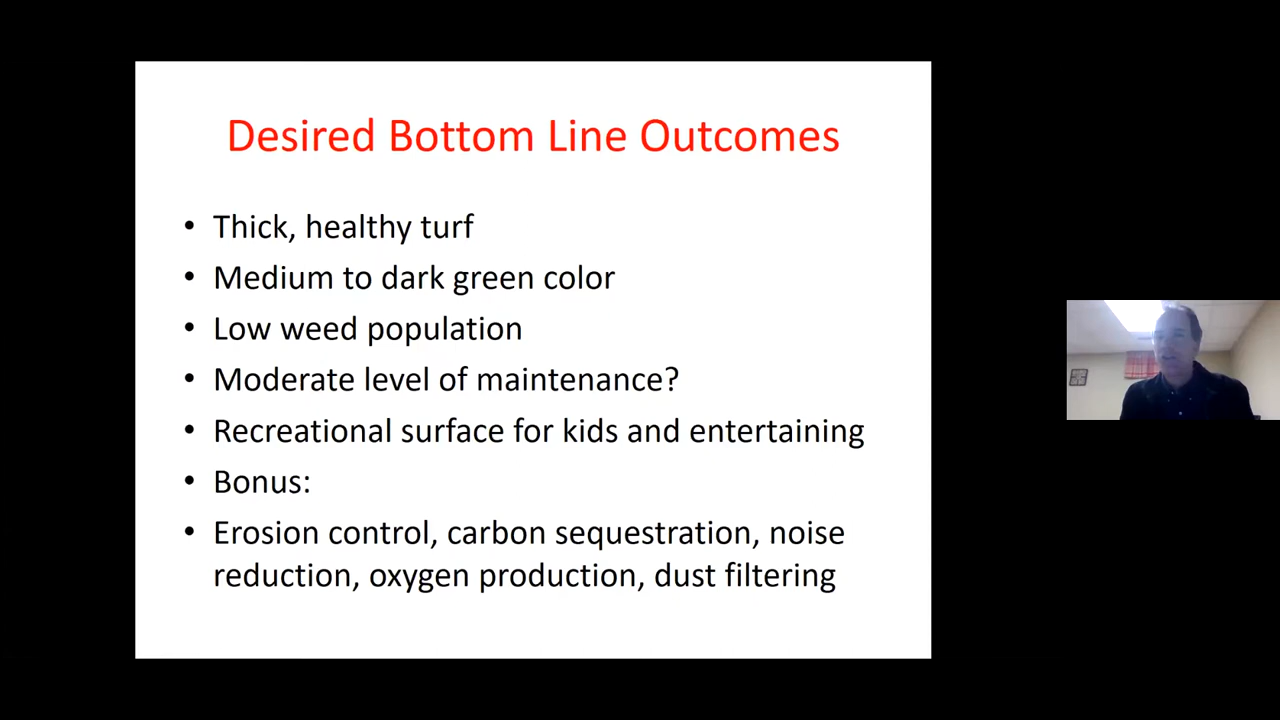 Desired Bottom Line Outcomes
• Thick, healthy turf
• Medium to dark green color
• Low weed population
• Moderate level of maintenance?
• Recreational surface for kids and entertaining
• Bonus:
• Erosion control, carbon sequestration, noise
reduction, oxygen production, dust filtering